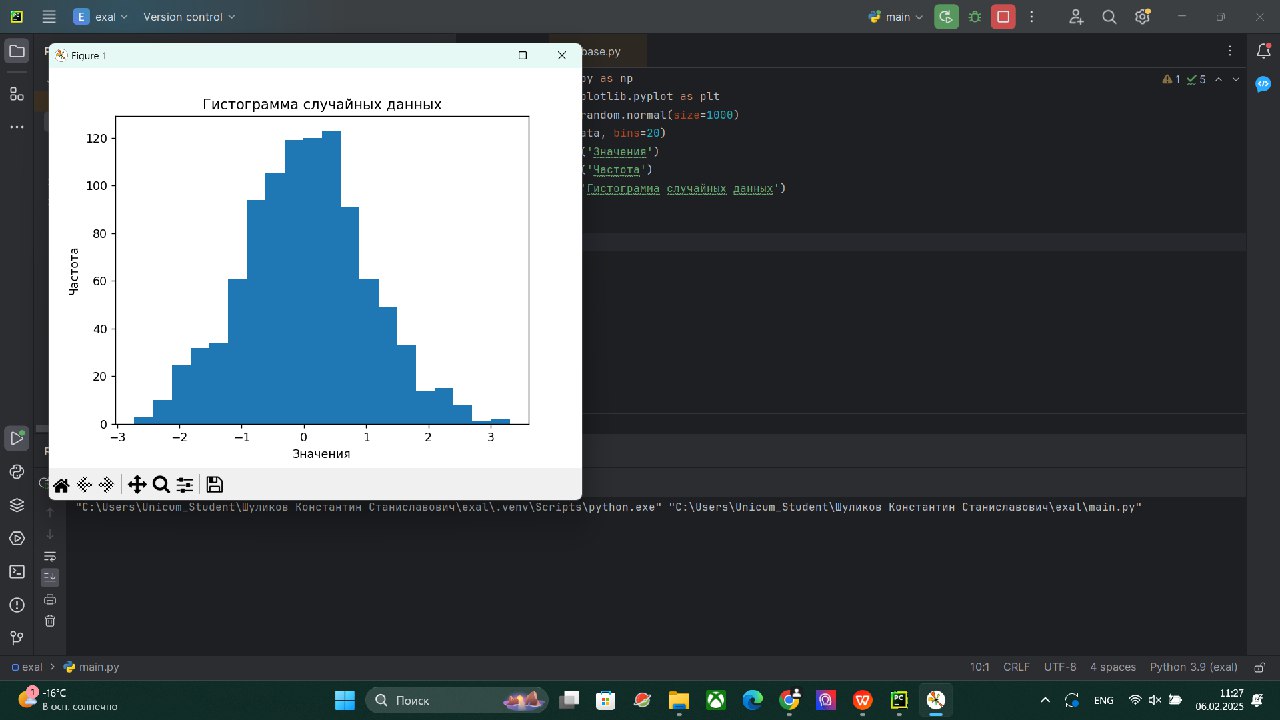 E exal Version control main
Figure 1
base.py
Гистограмма случайных данных
120
100
80
60
40
20
0
Частота
−3 −2 −1 0 1 2 3
Значения
py as np
plotlib.pyplot as plt
random.normal(size=1000)
ata, bins=20)
('Значения')
('Частота')
'Гистограмма случайных данных')
1 5
"C:\Users\Unicum_Student\Шуликов Константин Станиславович\exal\.venv\Scripts\python.exe" "C:\Users\Unicum_Student\Шуликов Константин Станиславович\exal\main.py"
exal main.py 10:1 CRLF UTF-8 4 spaces Python 3.9 (exal)
1 -16°C
В осн. солнечно
Поиск
ENG
11:27
06.02.2025